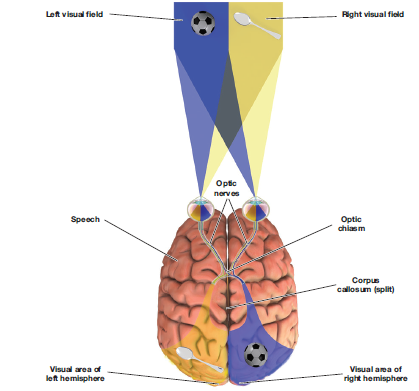 Left visual field
Right visual field
Optic
nerves
Speech
Optic
chiasm
Corpus
callosum (split)
Visual area of
left hemisphere
Visual area of
right hemisphere